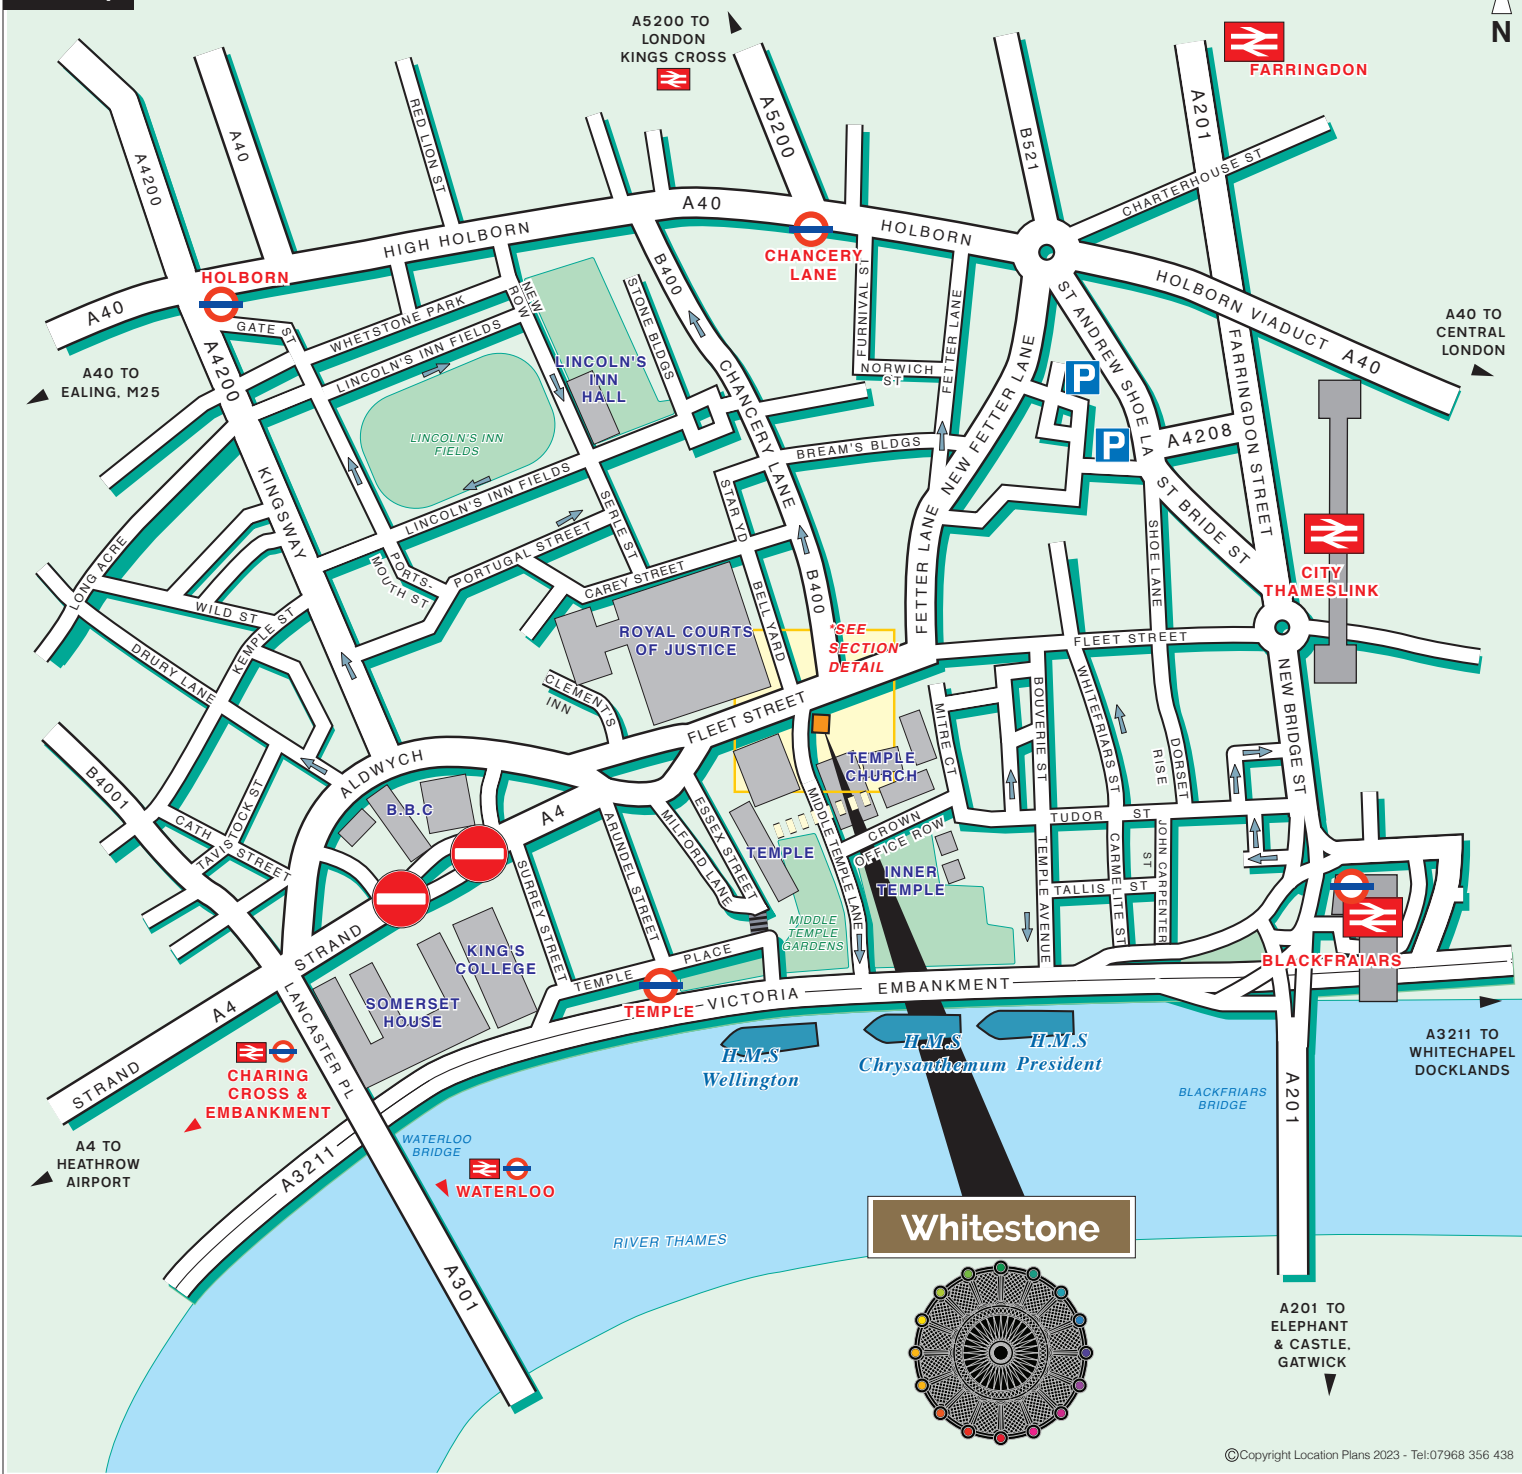 A5200 TO
LONDON
KINGS CROSS
N
FARRINGDON
A4200
A40
RED LION ST
A5200
B521
A201
CHARTERHOUSE ST
A40
HIGH HOLBORN
HOLBORN
CHANCERY
LANE
HOLBORN
A40
HOLBORN VIADUCT
A40
A40 TO
CENTRAL
LONDON
A40 TO
EALING, M25
GATE ST
A4200
WHETSTONE PARK
LINCOLN'S INN FIELDS
NEW
ROW
B400
STONE BLDGS
LINCOLN'S
INN
HALL
LINCOLN'S INN
FIELDS
LINCOLN'S INN FIELDS
CHANCERY LANE
FURNIVAL ST
NORWICH
ST
FETTER LANE
NEW FETTER LANE
ST ANDREW
SHOE LA
P
P
A4208
FARRINGDON STREET
BREAM'S BLDGS
STAR YD
SERLE ST
KINGSWAY
PORTUGAL STREET
PORTS-
MOUTH ST
CAREY STREET
BELL YARD
B400
FETTER LANE
ST BRIDE ST
SHOE LANE
CITY
THAMESLINK
LONG ACRE
WILD ST
KEMPLE ST
DRURY LANE
ROYAL COURTS
OF JUSTICE
*SEE
SECTION
DETAIL
FLEET STREET
CLEMENT'S
INN
FLEET STREET
MITRE CT
BOUVERIE ST
WHITEFRIARS ST
DORSET
RISE
NEW BRIDGE ST
B4001
ALDWYCH
B.B.C
CATH
STREET
TAVISTOCK ST
A4
TEMPLE
CHURCH
MIDDLE TEMPLE LANE
CROWN
OFFICE ROW
TUDOR ST
ESSEX STREET
MILFORD LANE
ARUNDEL STREET
SURREY STREET
TEMPLE
INNER
TEMPLE
TEMPLE AVENUE
CARMELITE ST
TALLIS ST
JOHN CARPENTER
ST
MIDDLE
TEMPLE
GARDENS
STRAND
KING'S
COLLEGE
SOMERSET
HOUSE
TEMPLE PLACE
TEMPLE
VICTORIA EMBANKMENT
BLACKFRAIARS
A4
STRAND
LANCASTER PL
CHARING
CROSS &
EMBANKMENT
A4 TO
HEATHROW
AIRPORT
A3211
WATERLOO
BRIDGE
WATERLOO
A301
H.M.S
Wellington
H.M.S
Chrysanthemum
H.M.S
President
BLACKFRIARS
BRIDGE
A201
A3211 TO
WHITECHAPEL
DOCKLANDS
RIVER THAMES
Whitestone
A201 TO
ELEPHANT
& CASTLE,
GATWICK
©Copyright Location Plans 2023 - Tel:07968 356 438